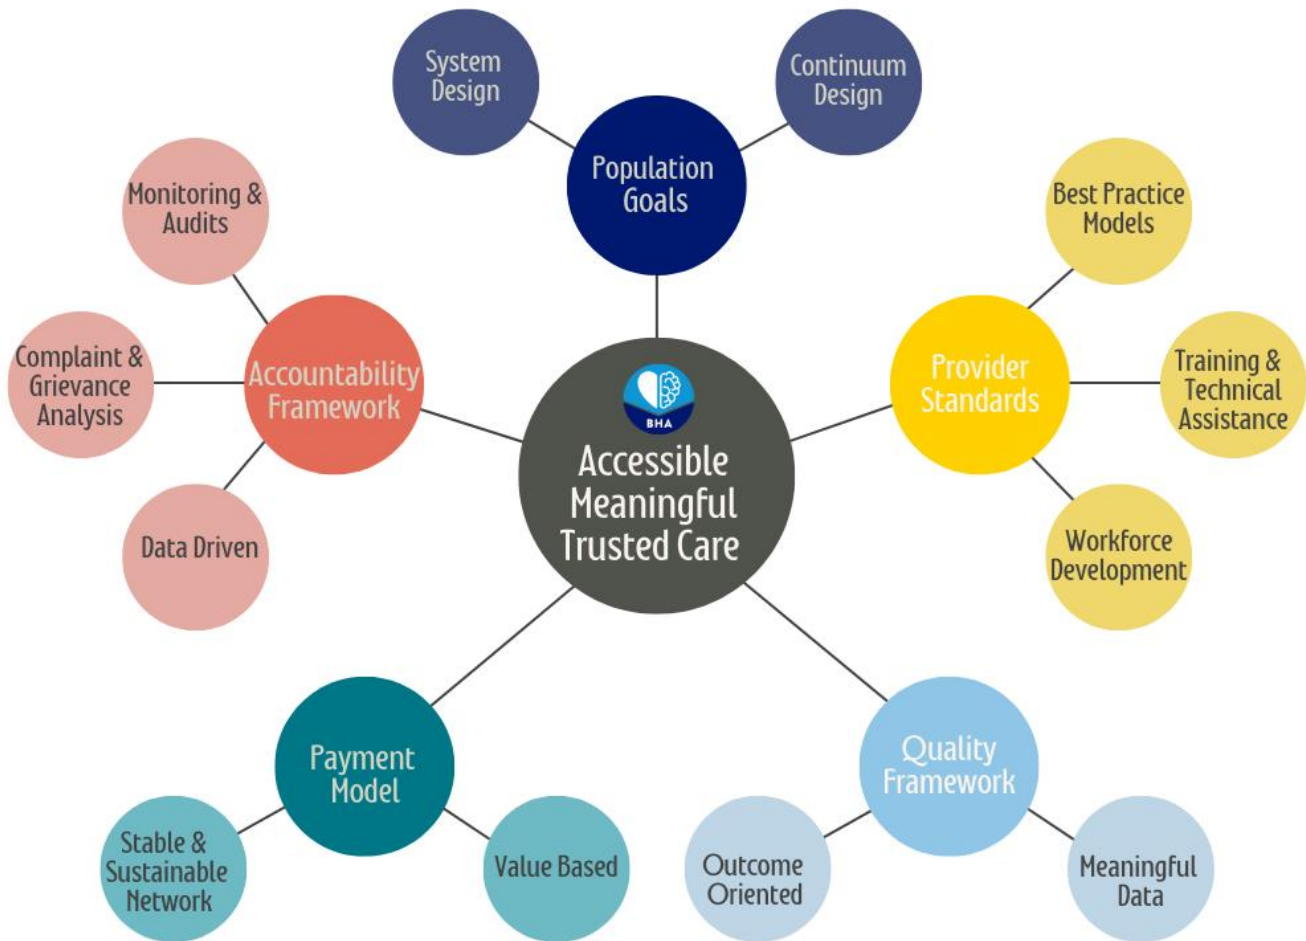 System
Design
Continuum
Design
Population
Goals
Monitoring &
Audits
Best Practice
Models
Complaint &
Grievance
Analysis
Accountability
Framework
Provider
Standards
Training &
Technical
Assistance
BHA
Accessible
Meaningful
Trusted Care
Data Driven
Workforce
Development
Payment
Model
Quality
Framework
Stable &
Sustainable
Network
Value Based
Outcome
Oriented
Meaningful
Data